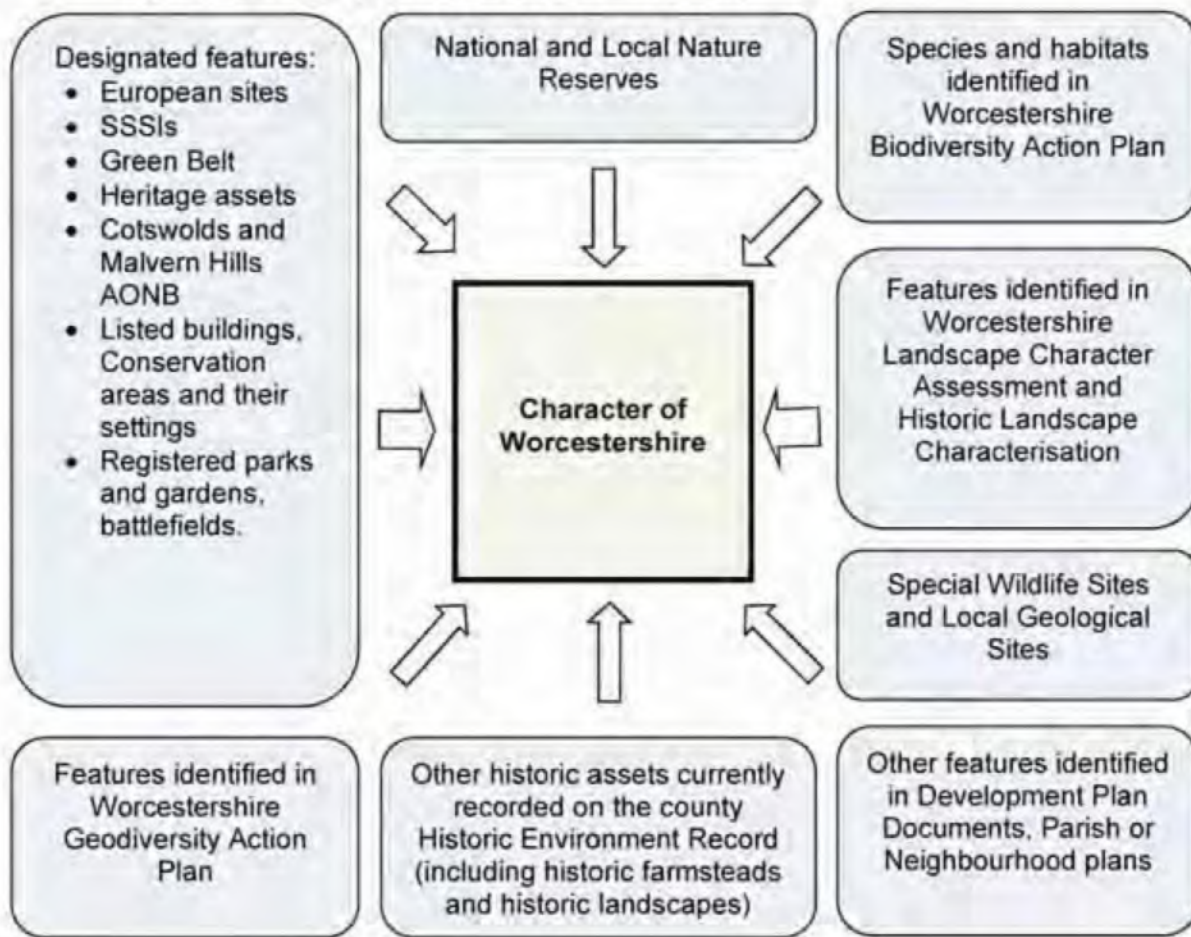 Designated features:
• European sites
• SSSIs
• Green Belt
• Heritage assets
• Cotswolds and
Malvern Hills
AONB
• Listed buildings,
Conservation
areas and their
settings
• Registered parks
and gardens,
battlefields.
National and Local Nature
Reserves
Species and habitats
identified in
Worcestershire
Biodiversity Action Plan
Character of
Worcestershire
Features identified in
Worcestershire
Landscape Character
Assessment and
Historic Landscape
Characterisation
Special Wildlife Sites
and Local Geological
Sites
Features identified in
Worcestershire
Geodiversity Action
Plan
Other historic assets currently
recorded on the county
Historic Environment Record
(including historic farmsteads
and historic landscapes)
Other features identified
in Development Plan
Documents, Parish or
Neighbourhood plans